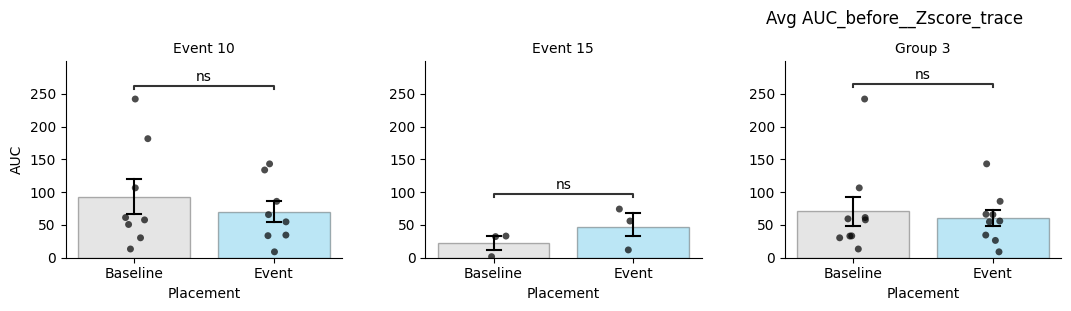 Avg AUC_before__Zscore_trace
Event 10
Event 15
Group 3
ns
ns
ns
AUC
250
200
150
100
50
0
250
200
150
100
50
0
250
200
150
100
50
0
Baseline
Event
Baseline
Event
Baseline
Event
Placement
Placement
Placement